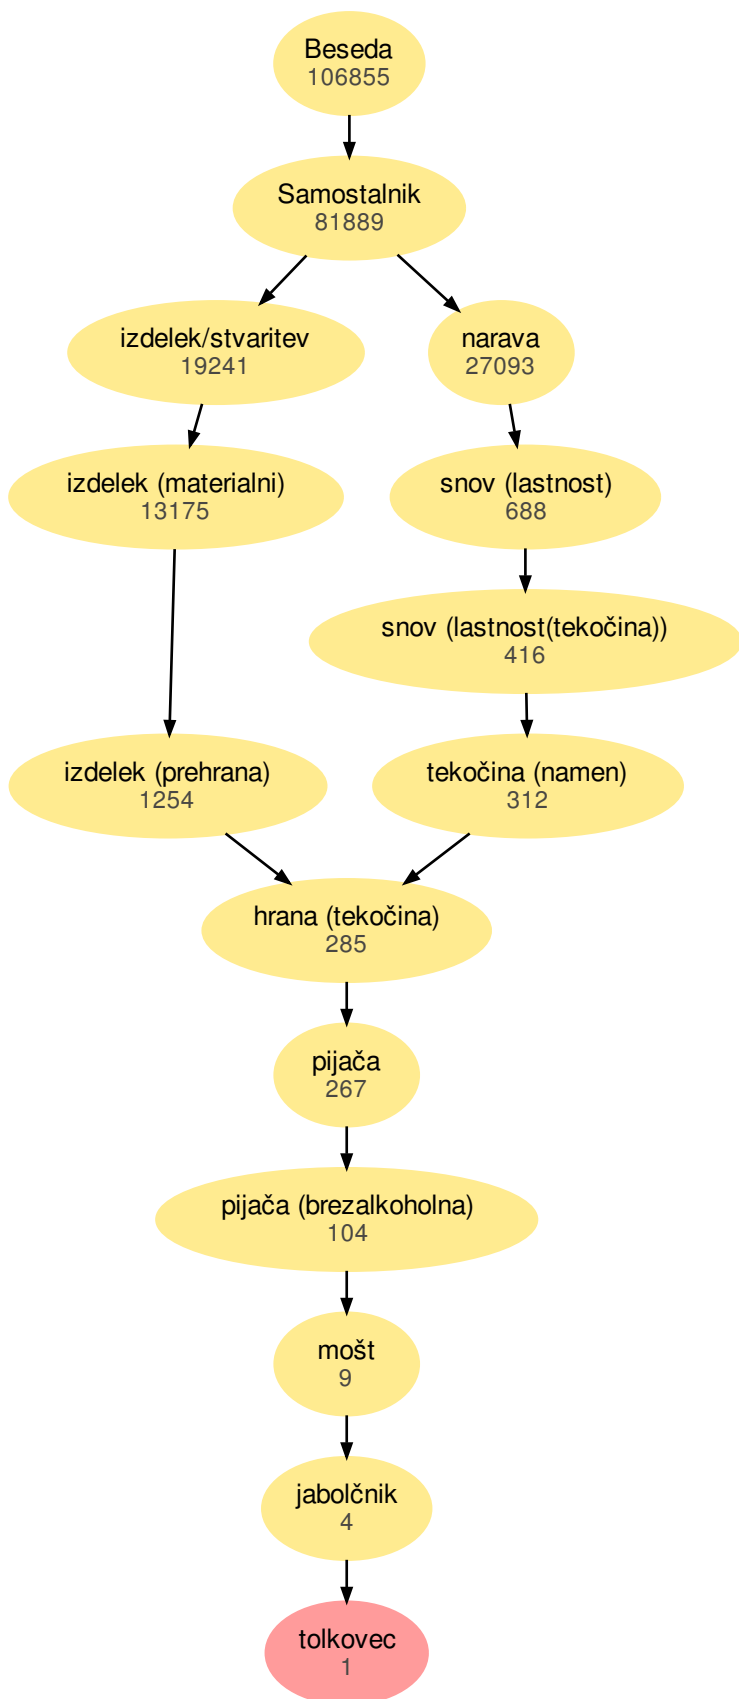 Beseda
106855
Samostalnik
81889
izdelek/stvaritev
19241
narava
27093
izdelek (materialni)
13175
snov (lastnost)
688
snov (lastnost(tekočina))
416
izdelek (prehrana)
1254
tekočina (namen)
312
hrana (tekočina)
285
pijača
267
pijača (brezalkoholna)
104
mošt
9
jabolčnik
4
tolkovec
1